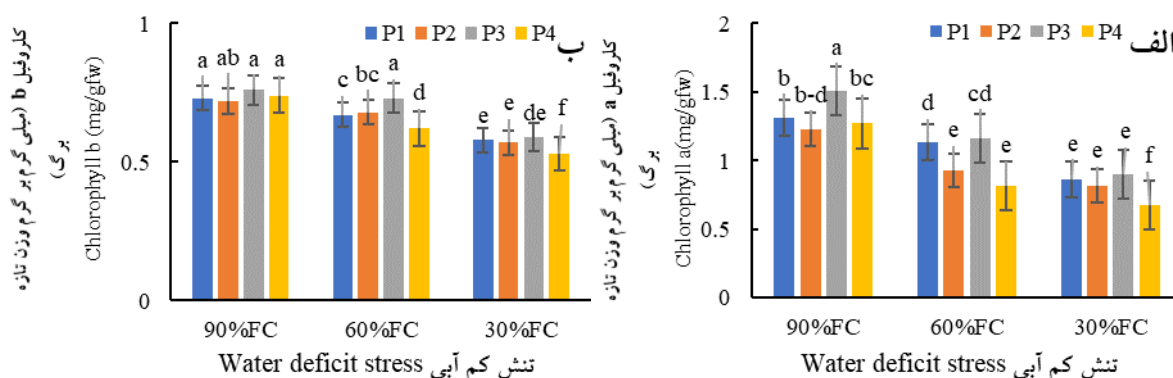 ب
P1 P2 P3 P4
کلروفیل b (میلی گرم بر گرم وزن تازه
برگ)
Chlorophyll b (mg/gfw)
1
0.5
0
a ab a a
c bc a d
e e de f
90%FC 60%FC 30%FC
تنش کم آبی Water deficit stress
الف
P1 P2 P3 P4
کلروفیل a (میلی گرم بر گرم وزن تازه
برگ)
Chlorophyll a(mg/gfw)
2
1.5
1
0.5
0
b b-d a bc
d e cd e
e e e f
90%FC 60%FC 30%FC
تنش کم آبی Water deficit stress